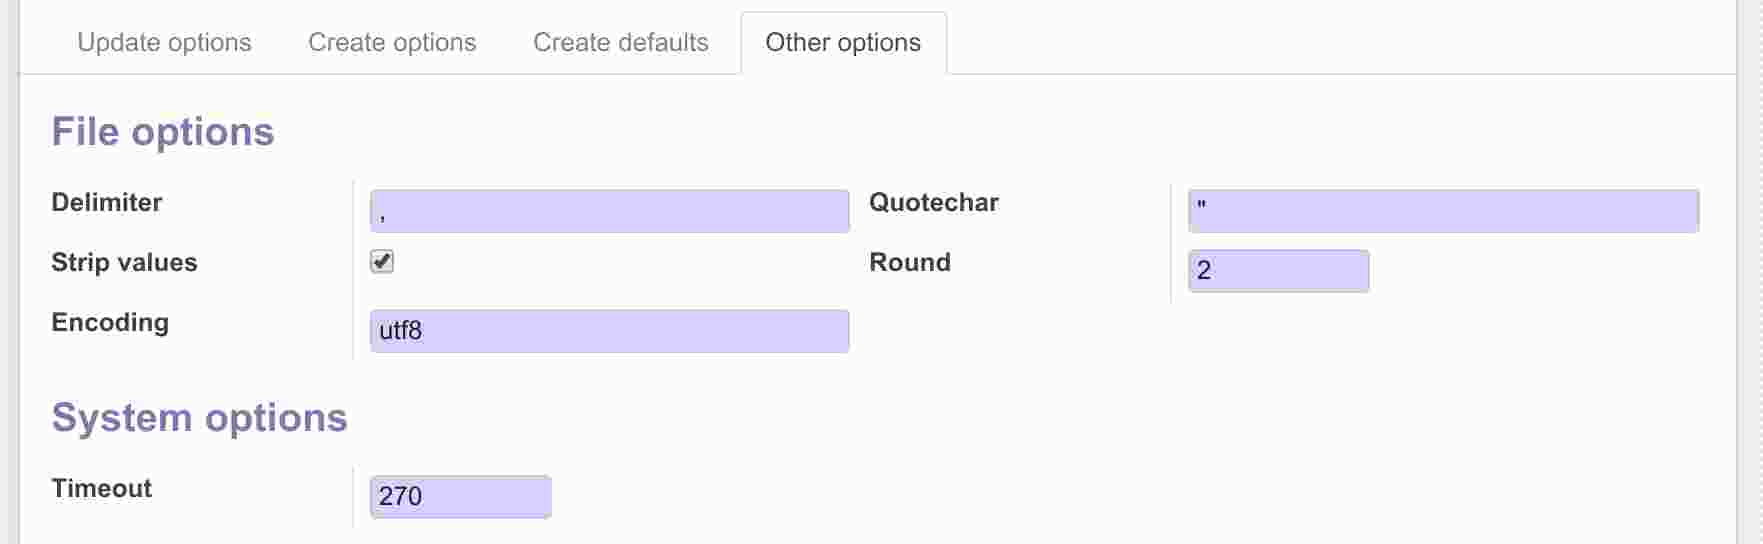 Update options Create options Create defaults Other options
File options
Delimiter , Quotechar "
Strip values Round 2
Encoding utf8
System options
Timeout 270